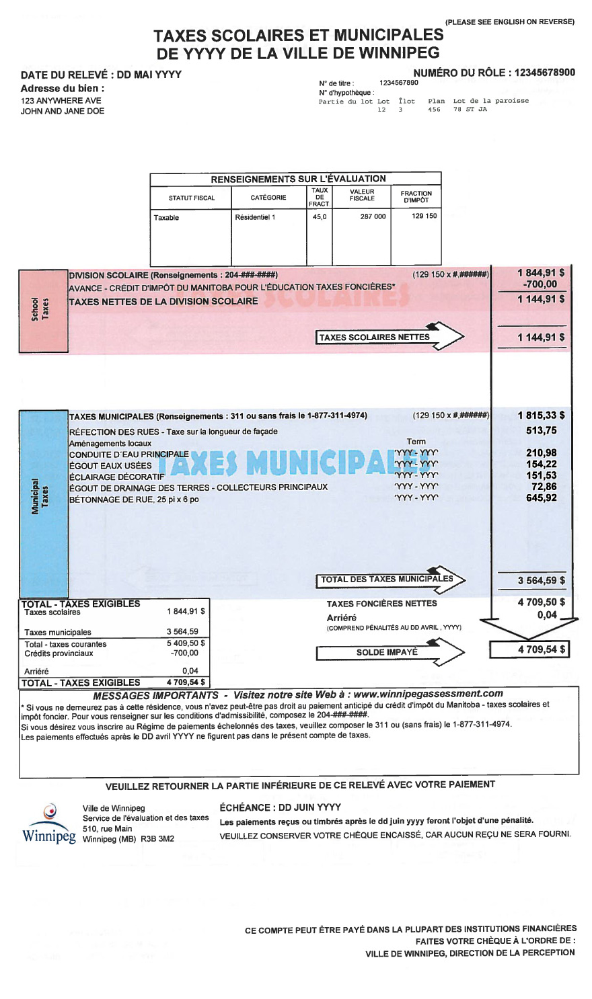 (PLEASE SEE ENGLISH ON REVERSE)
TAXES SCOLAIRES ET MUNICIPALES
DE YYYY DE LA VILLE DE WINNIPEG
DATE DU RELEVÉ : DD MAI YYYY
NUMÉRO DU RÔLE : 12345678900
Adresse du bien :
123 ANYWHERE AVE
JOHN AND JANE DOE
N° de titre : 1234567890
N° d'hypothèque :
Partie du lot Lot Îlot Plan Lot de la paroisse
12 3 456 78 ST JA
RENSEIGNEMENTS SUR L'ÉVALUATION
STATUT FISCAL CATÉGORIE TAUX DE FRACT. VALEUR FISCALE FRACTION D'IMPÔT
Taxable Résidentiel 1 45,0 287 000 129 150
School Taxes
TAXES SCOLAIRES
DIVISION SCOLAIRE (Renseignements : 204-###-####) (129 150 x #,######) 1 844,91 $
AVANCE - CRÉDIT D'IMPÔT DU MANITOBA POUR L'ÉDUCATION TAXES FONCIÈRES* -700,00
TAXES NETTES DE LA DIVISION SCOLAIRE 1 144,91 $
TAXES SCOLAIRES NETTES 1 144,91 $
Municipal Taxes
TAXES MUNICIPALES
TAXES MUNICIPALES (Renseignements : 311 ou sans frais le 1-877-311-4974) (129 150 x #,######) 1 815,33 $
RÉFECTION DES RUES - Taxe sur la longueur de façade 513,75
Aménagements locaux Term
CONDUITE D'EAU PRINCIPALE YYY - YYY 210,98
ÉGOUT EAUX USÉES YYY - YYY 154,22
ÉCLAIRAGE DÉCORATIF YYY - YYY 151,53
ÉGOUT DE DRAINAGE DES TERRES - COLLECTEURS PRINCIPAUX YYY - YYY 72,86
BÉTONNAGE DE RUE, 25 pi x 6 po YYY - YYY 645,92
TOTAL DES TAXES MUNICIPALES 3 564,59 $
TOTAL - TAXES EXIGIBLES
Taxes scolaires 1 844,91 $
Taxes municipales 3 564,59
Total - taxes courantes 5 409,50 $
Crédits provinciaux -700,00
Arriéré 0,04
TOTAL - TAXES EXIGIBLES 4 709,54 $
TAXES FONCIÈRES NETTES 4 709,50 $
Arriéré 0,04
(COMPREND PÉNALITÉS AU DD AVRIL , YYYY)
SOLDE IMPAYÉ 4 709,54 $
MESSAGES IMPORTANTS - Visitez notre site Web à : www.winnipegassessment.com
* Si vous ne demeurez pas à cette résidence, vous n'avez peut-être pas droit au paiement anticipé du crédit d'impôt du Manitoba - taxes scolaires et
impôt foncier. Pour vous renseigner sur les conditions d'admissibilité, composez le 204-###-####.
Si vous désirez vous inscrire au Régime de paiements échelonnés des taxes, veuillez composer le 311 ou (sans frais) le 1-877-311-4974.
Les paiements effectués après le DD avril YYYY ne figurent pas dans le présent compte de taxes.
VEUILLEZ RETOURNER LA PARTIE INFÉRIEURE DE CE RELEVÉ AVEC VOTRE PAIEMENT
Winnipeg
Ville de Winnipeg
Service de l'évaluation et des taxes
510, rue Main
Winnipeg (MB) R3B 3M2
ÉCHÉANCE : DD JUIN YYYY
Les paiements reçus ou timbrés après le dd juin yyyy feront l'objet d'une pénalité.
VEUILLEZ CONSERVER VOTRE CHÈQUE ENCAISSÉ, CAR AUCUN REÇU NE SERA FOURNI.
CE COMPTE PEUT ÊTRE PAYÉ DANS LA PLUPART DES INSTITUTIONS FINANCIÈRES
FAITES VOTRE CHÈQUE À L'ORDRE DE :
VILLE DE WINNIPEG, DIRECTION DE LA PERCEPTION